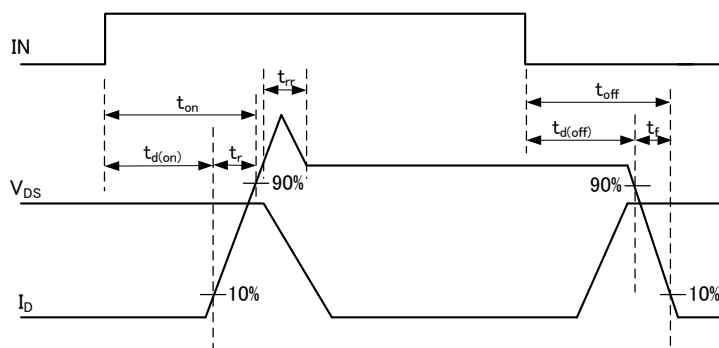 IN
t_rr
t_on
t_off
t_d(on)
t_r
t_d(off)
t_f
90%
90%
V_DS
10%
10%
I_D